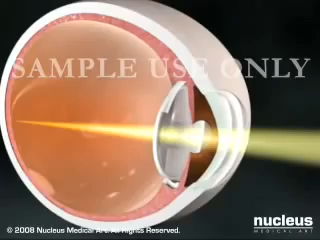 SAMPLE USE ONLY
nucleus
MEDICAL ART
© 2008 Nucleus Medical Art. All Rights Reserved.